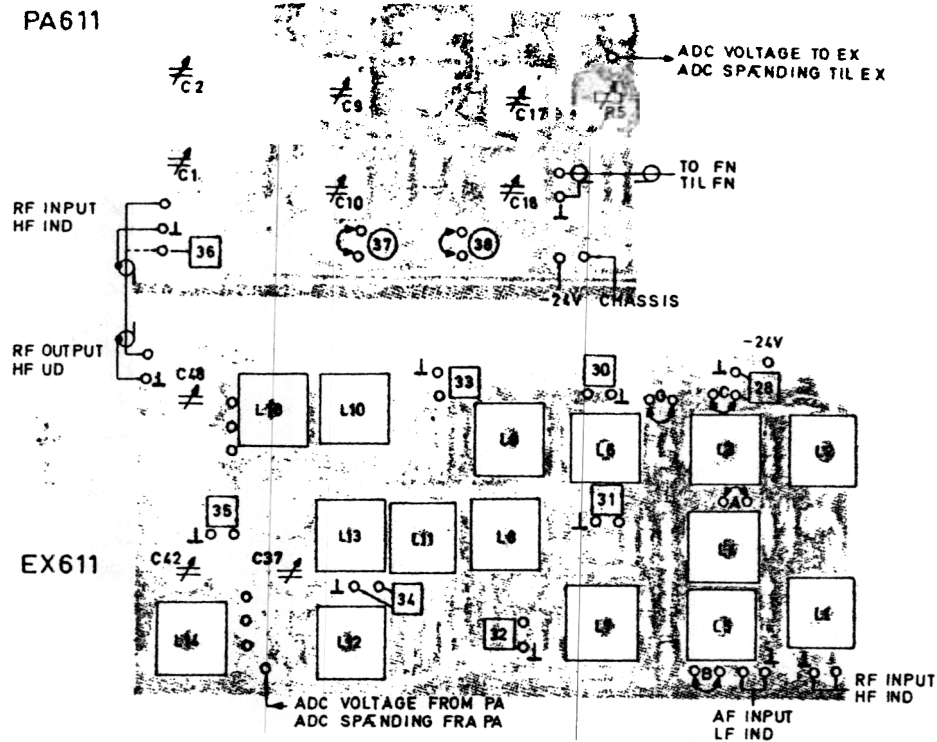 PA611
ADC VOLTAGE TO EX
ADC SPÆNDING TIL EX
C2
C9
C17
R5
C1
C10
C18
TO FN
TIL FN
RF INPUT
HF IND
36
37
38
-24V CHASSIS
RF OUTPUT
HF UD
C48
33
30
-24V
28
C
L10
31
A
35
L13
EX611
C42
C37
34
L14
L12
32
B
RF INPUT
HF IND
ADC VOLTAGE FROM PA
ADC SPÆNDING FRA PA
AF INPUT
LF IND